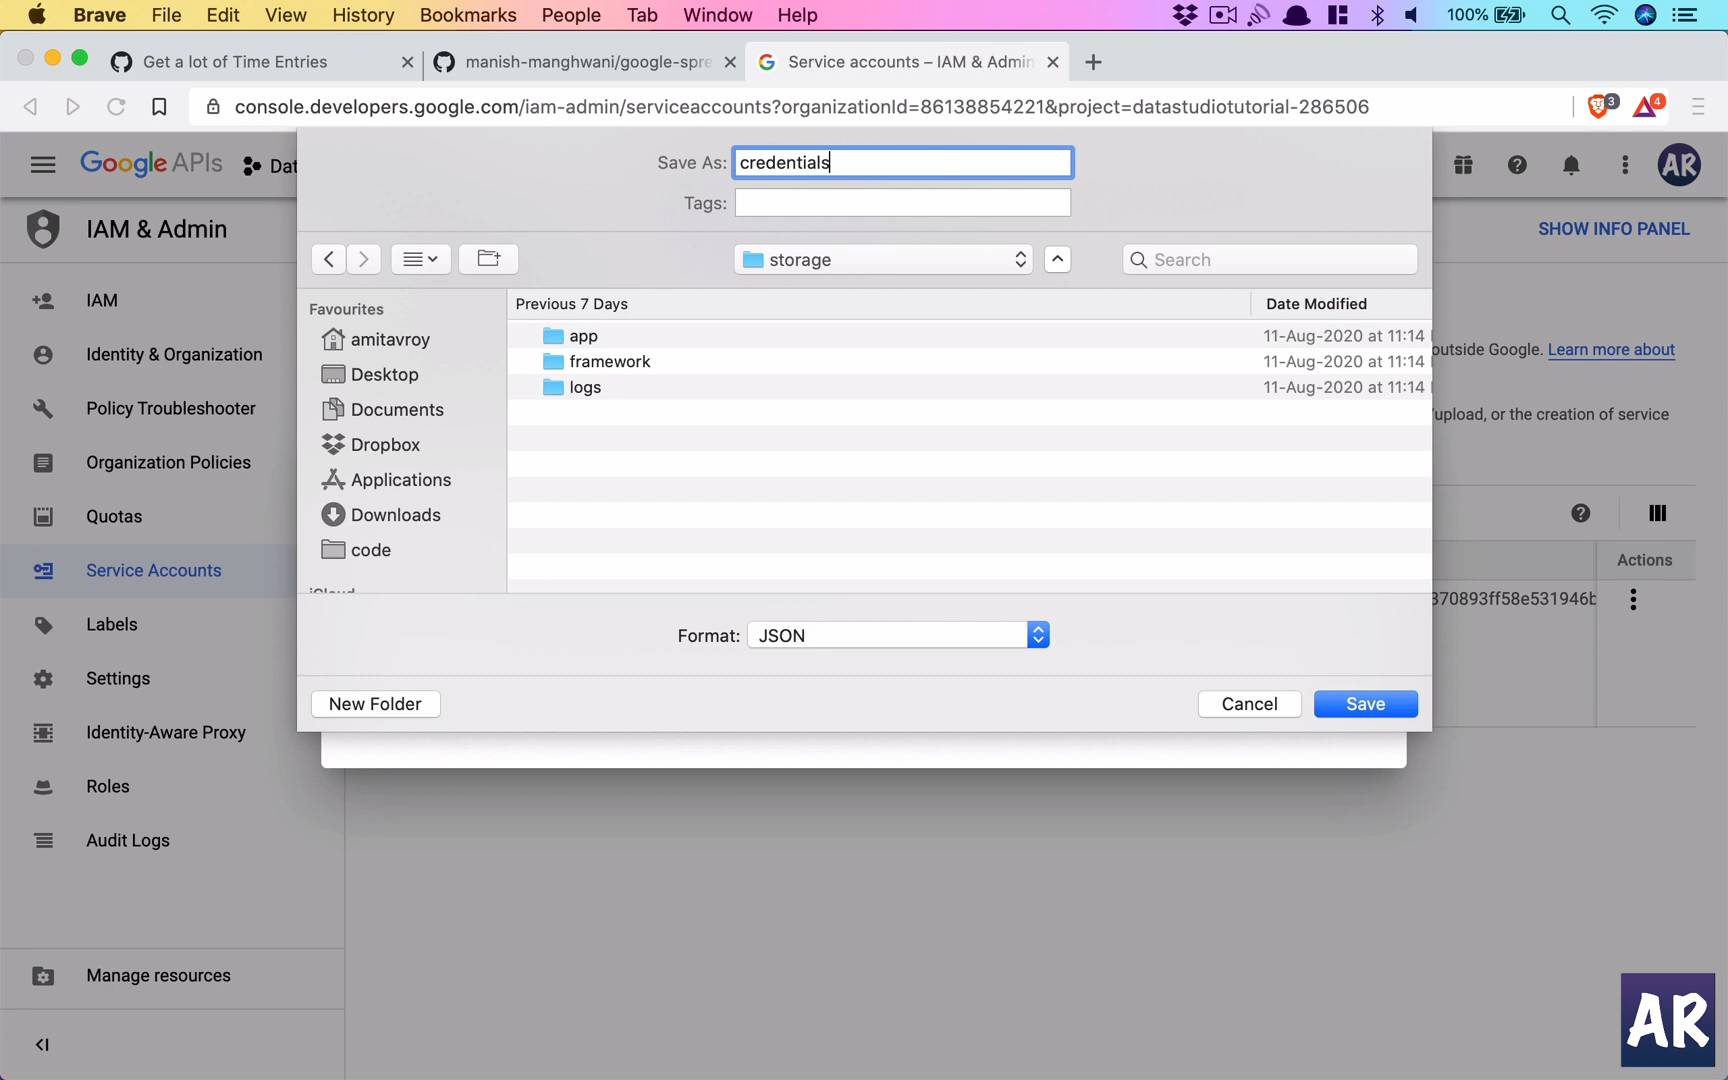 Brave File Edit View History Bookmarks People Tab Window Help 100%
Get a lot of Time Entries
manish-manghwani/google-spre
Service accounts – IAM & Admin
console.developers.google.com/iam-admin/serviceaccounts?organizationId=86138854221&project=datastudiotutorial-286506
3
4
Google APIs
Dat
AR
Save As: credentials
Tags:
IAM & Admin
SHOW INFO PANEL
storage
Search
IAM
Identity & Organization
Policy Troubleshooter
Organization Policies
Quotas
Service Accounts
Labels
Settings
Identity-Aware Proxy
Roles
Audit Logs
Manage resources
Favourites
amitavroy
Desktop
Documents
Dropbox
Applications
Downloads
code
iCloud
Previous 7 Days Date Modified
app 11-Aug-2020 at 11:14
framework 11-Aug-2020 at 11:14
logs 11-Aug-2020 at 11:14
outside Google. Learn more about
upload, or the creation of service
Actions
370893ff58e531946b
Format: JSON
New Folder
Cancel
Save
AR